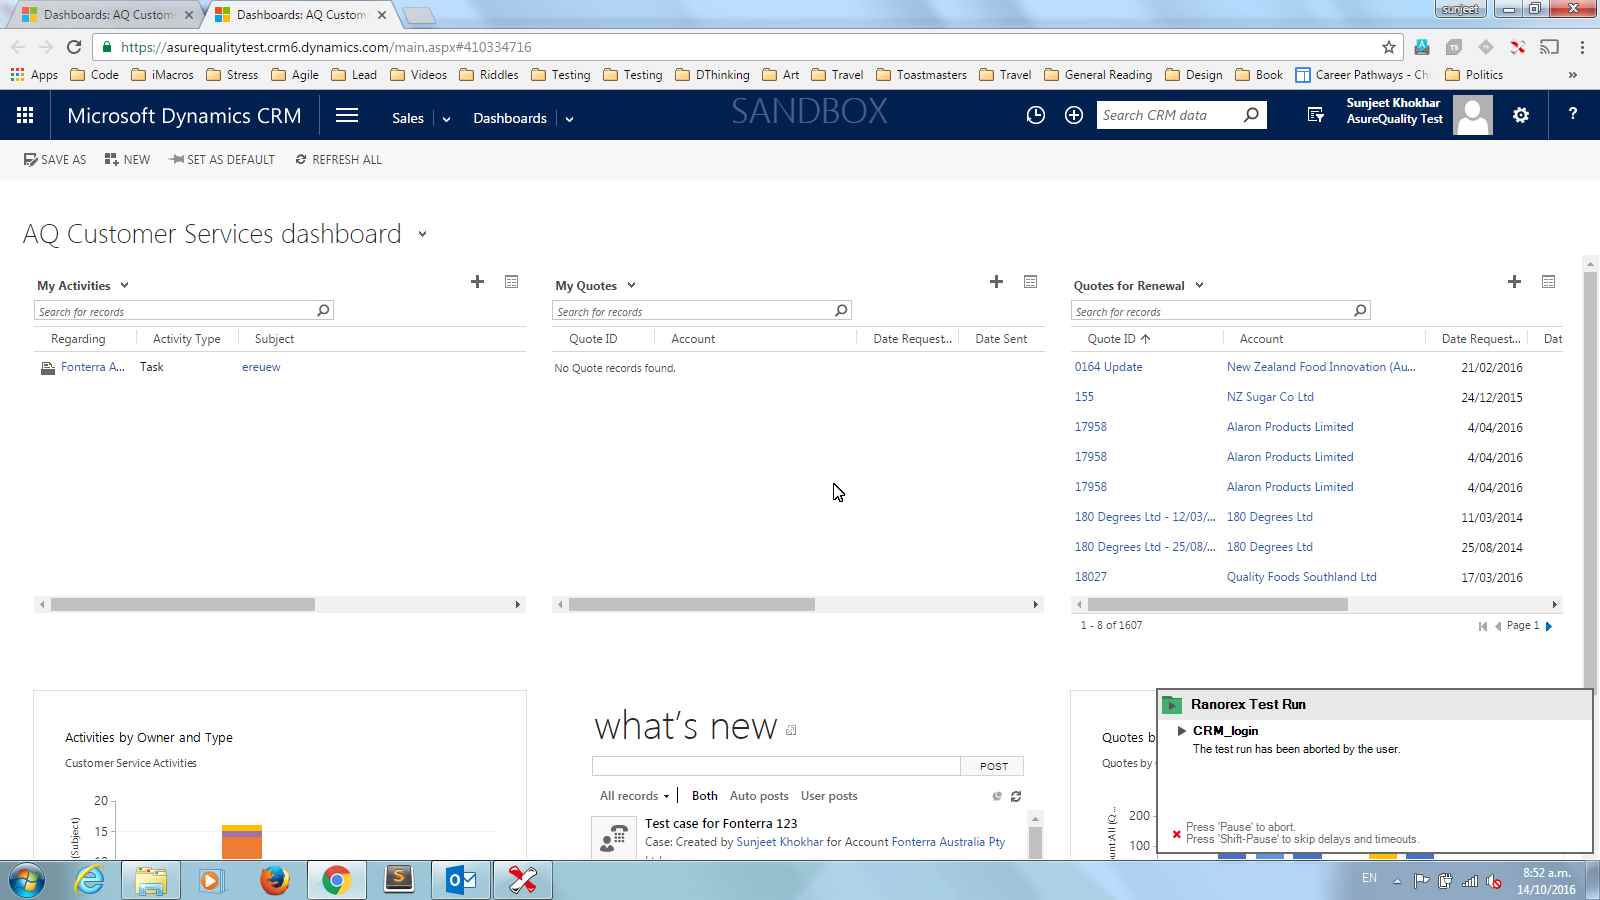 Dashboards: AQ Custom
Dashboards: AQ Custom
sunjeet
https://asurequalitytest.crm6.dynamics.com/main.aspx#410334716
Apps
Code
iMacros
Stress
Agile
Lead
Videos
Riddles
Testing
Testing
DThinking
Art
Travel
Toastmasters
Travel
General Reading
Design
Book
Career Pathways - Ch
Politics
»
Microsoft Dynamics CRM
Sales
Dashboards
SANDBOX
Search CRM data
Sunjeet Khokhar
AsureQuality Test
?
SAVE AS
NEW
SET AS DEFAULT
REFRESH ALL
AQ Customer Services dashboard
My Activities
Search for records
Regarding
Activity Type
Subject
Fonterra A...
Task
ereuew
My Quotes
Search for records
Quote ID
Account
Date Request...
Date Sent
No Quote records found.
Quotes for Renewal
Search for records
Quote ID
Account
Date Request...
Dat
0164 Update New Zealand Food Innovation (Au... 21/02/2016
155 NZ Sugar Co Ltd 24/12/2015
17958 Alaron Products Limited 4/04/2016
17958 Alaron Products Limited 4/04/2016
17958 Alaron Products Limited 4/04/2016
180 Degrees Ltd - 12/03/... 180 Degrees Ltd 11/03/2014
180 Degrees Ltd - 25/08/... 180 Degrees Ltd 25/08/2014
18027 Quality Foods Southland Ltd 17/03/2016
1 - 8 of 1607
Page 1
Activities by Owner and Type
Customer Service Activities
20
15
10
(Subject)
what's new
POST
All records
Both
Auto posts
User posts
Test case for Fonterra 123
Case: Created by Sunjeet Khokhar for Account Fonterra Australia Pty
Quotes b
Quotes by
200
100
Ranorex Test Run
CRM_login
The test run has been aborted by the user.
Press 'Pause' to abort.
Press 'Shift-Pause' to skip delays and timeouts.
EN
8:52 a.m.
14/10/2016